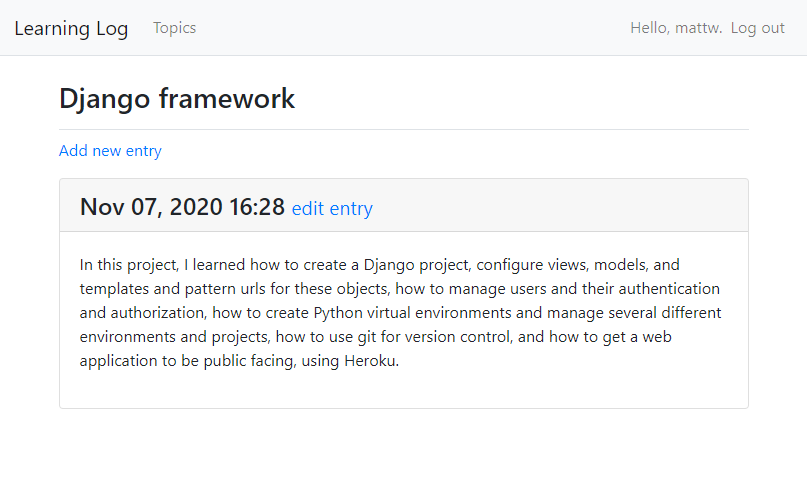 Learning Log Topics Hello, mattw. Log out
Django framework
Add new entry
Nov 07, 2020 16:28 edit entry
In this project, I learned how to create a Django project, configure views, models, and
templates and pattern urls for these objects, how to manage users and their authentication
and authorization, how to create Python virtual environments and manage several different
environments and projects, how to use git for version control, and how to get a web
application to be public facing, using Heroku.